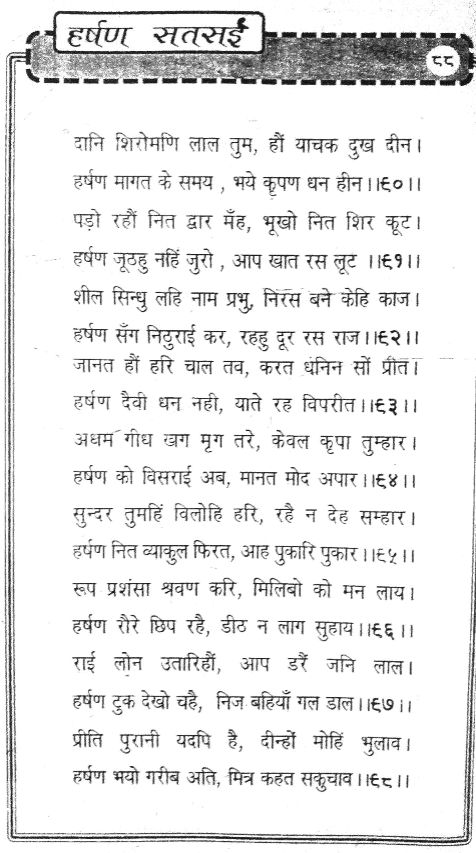 हर्षण सतसई
८८
दानि शिरोमणि लाल तुम, हौं याचक दुख दीन।
हर्षण मागत के समय , भये कृपण धन हीन।।९०।।
पड़ो रहौं नित द्वार मँह, भूखो नित शिर कूट।
हर्षण जूठहु नहिं जुरो , आप खात रस लूट ।।९१।।
शील सिन्धु लहि नाम प्रभु, निरस बने केहि काज।
हर्षण सँग निठुराई कर, रहहु दूर रस राज।।९२।।
जानत हौं हरि चाल तव, करत धंनिन सों प्रीत।
हर्षण दैवी धन नही, याते रह विपरीत।।९३।।
अधम गीध खग मृग तरे, केवल कृपा तुम्हार।
हर्षण को विसराई अब, मानत मोद अपार।।९४।।
सुन्दर तुमहिं विलोहि हरि, रहै न देह सम्हार।
हर्षण नित व्याकुल फिरत, आह पुकारि पुकार।।९५।।
रूप प्रशंसा श्रवण करि, मिलिबो को मन लाय।
हर्षण रौरे छिप रहै, डीठ न लाग सुहाय।।९६।।
राई लोन उतारिहौं, आप डरैं जनि लाल।
हर्षण टुक देखो चहै, निज बहियाँ गल डाल।।९७।।
प्रीति पुरानी यदपि है, दीन्हों मोहिं भुलाव।
हर्षण भयो गरीब अति, मित्र कहत सकुचाव।।९८।।